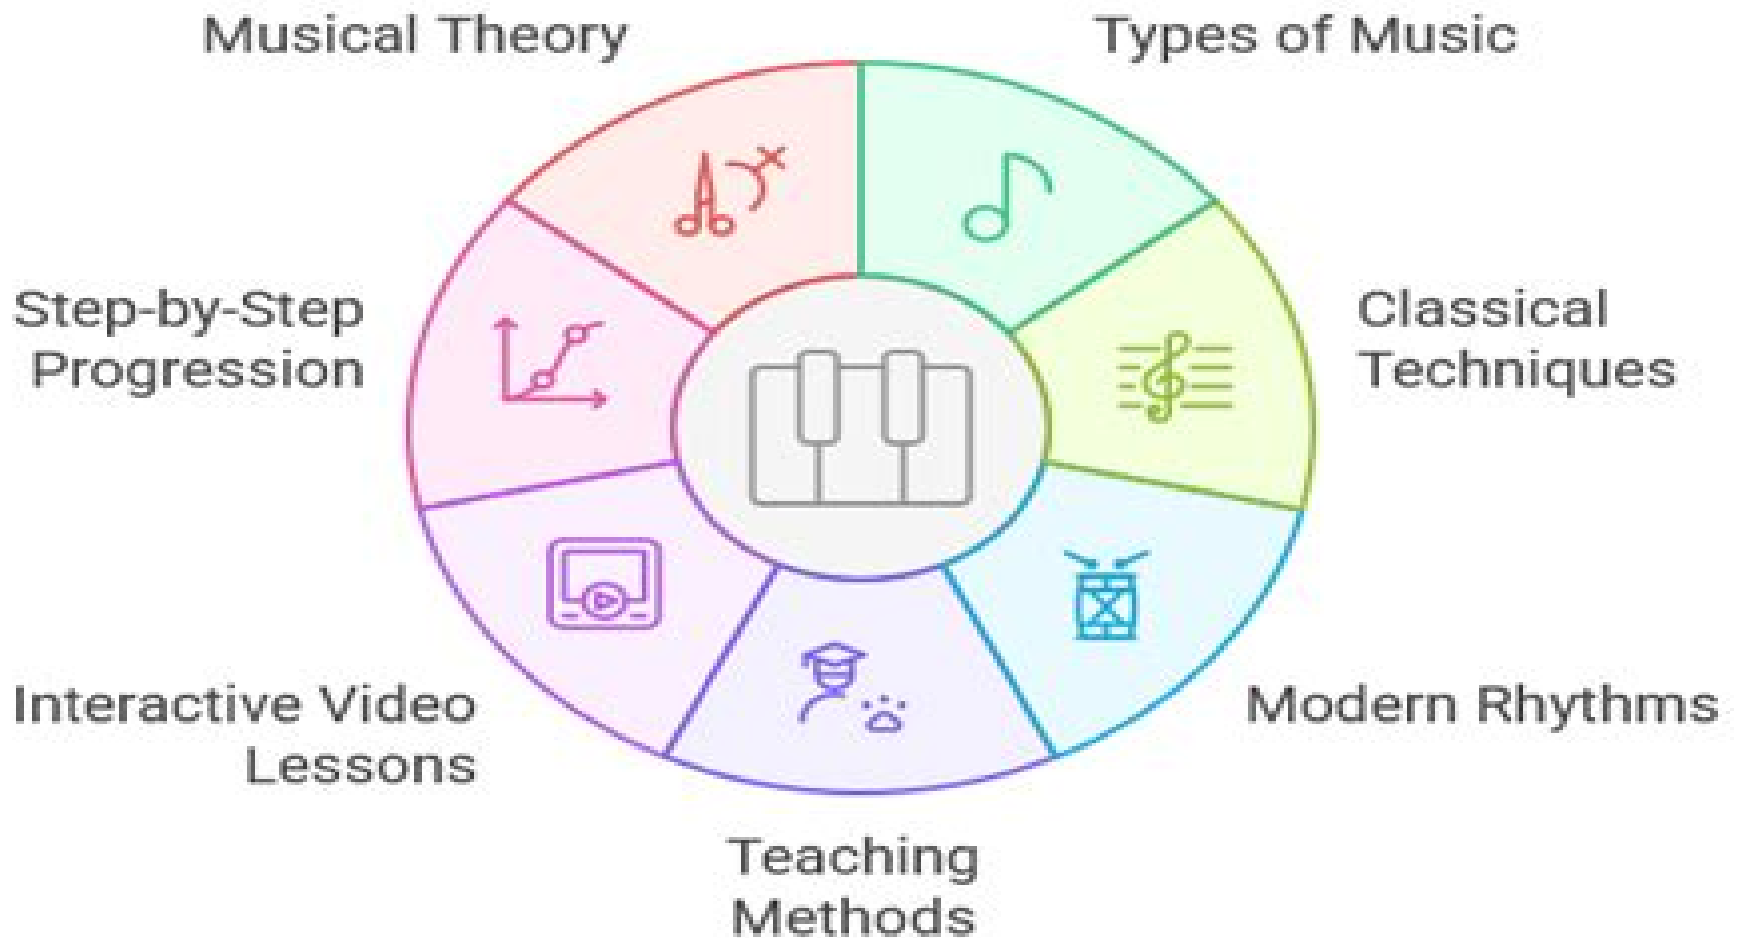 Musical Theory
Types of Music
Step-by-Step
Progression
Classical
Techniques
Interactive Video
Lessons
Modern Rhythms
Teaching
Methods